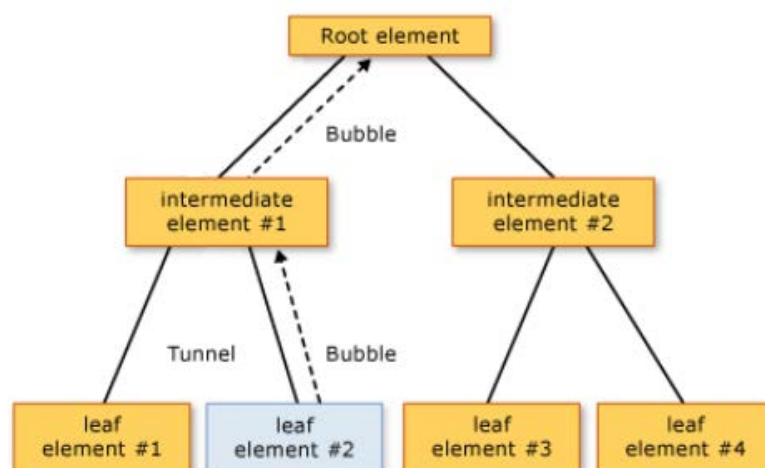 Root element
Bubble
intermediate
element #1
intermediate
element #2
Tunnel
Bubble
leaf
element #1
leaf
element #2
leaf
element #3
leaf
element #4